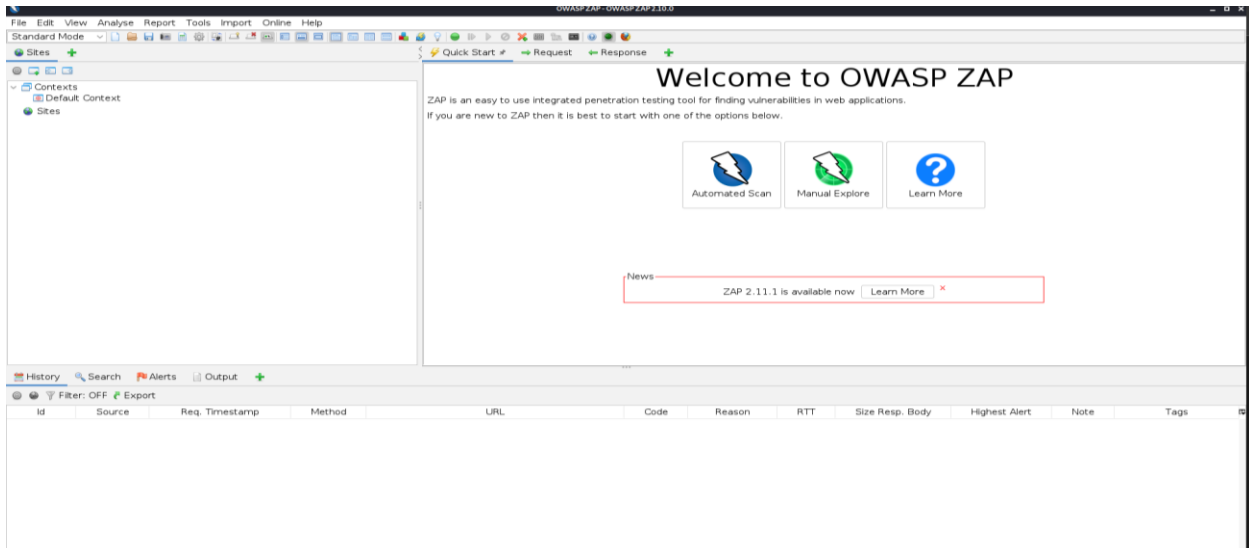 OWASP ZAP - OWASP ZAP 2.10.0
File Edit View Analyse Report Tools Import Online Help
Standard Mode
Sites
Quick Start Request Response
Contexts
Default Context
Sites
Welcome to OWASP ZAP
ZAP is an easy to use integrated penetration testing tool for finding vulnerabilities in web applications.
If you are new to ZAP then it is best to start with one of the options below.
Automated Scan Manual Explore Learn More
News
ZAP 2.11.1 is available now Learn More
History Search Alerts Output
Filter: OFF Export
Id Source Req. Timestamp Method URL Code Reason RTT Size Resp. Body Highest Alert Note Tags